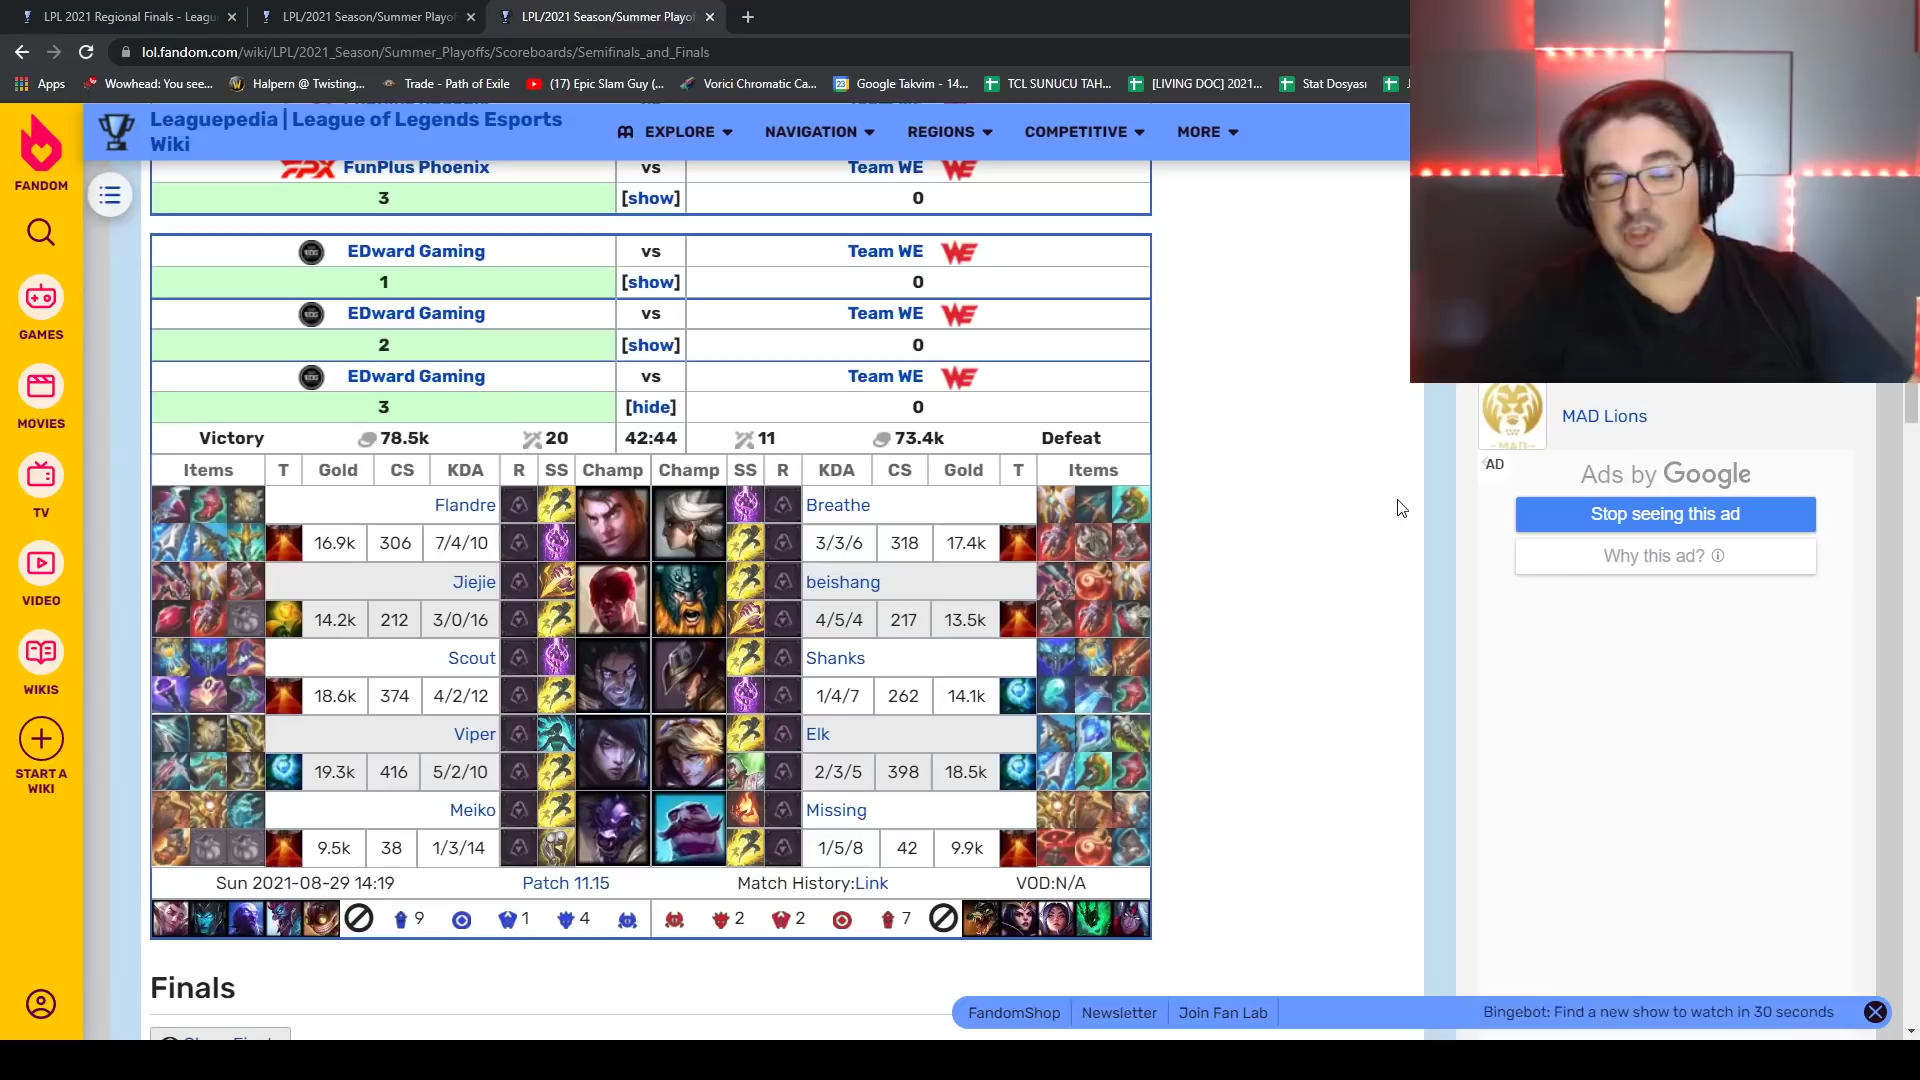 LPL 2021 Regional Finals - Leagu
LPL/2021 Season/Summer Playof
LPL/2021 Season/Summer Playof
lol.fandom.com/wiki/LPL/2021_Season/Summer_Playoffs/Scoreboards/Semifinals_and_Finals
Apps
Wowhead: You see...
Halpern @ Twisting...
Trade - Path of Exile
(17) Epic Slam Guy (...
Vorici Chromatic Ca...
Google Takvim - 14...
TCL SUNUCU TAH...
[LIVING DOC] 2021...
Stat Dosyası
FANDOM
GAMES
MOVIES
TV
VIDEO
WIKIS
START A
WIKI
Leaguepedia | League of Legends Esports
Wiki
EXPLORE
NAVIGATION
REGIONS
COMPETITIVE
MORE
FPX FunPlus Phoenix vs Team WE WE
3 [show] 0
EDward Gaming vs Team WE WE
1 [show] 0
EDward Gaming vs Team WE WE
2 [show] 0
EDward Gaming vs Team WE WE
3 [hide] 0
Victory 78.5k 20 42:44 11 73.4k Defeat
Items T Gold CS KDA R SS Champ Champ SS R KDA CS Gold T Items
Flandre Breathe
16.9k 306 7/4/10 3/3/6 318 17.4k
Jiejie beishang
14.2k 212 3/0/16 4/5/4 217 13.5k
Scout Shanks
18.6k 374 4/2/12 1/4/7 262 14.1k
Viper Elk
19.3k 416 5/2/10 2/3/5 398 18.5k
Meiko Missing
9.5k 38 1/3/14 1/5/8 42 9.9k
Sun 2021-08-29 14:19 Patch 11.15 Match History:Link VOD:N/A
9 1 4 2 2 7
Finals
MAD Lions
MAD
AD
Ads by Google
Stop seeing this ad
Why this ad?
FandomShop
Newsletter
Join Fan Lab
Bingebot: Find a new show to watch in 30 seconds